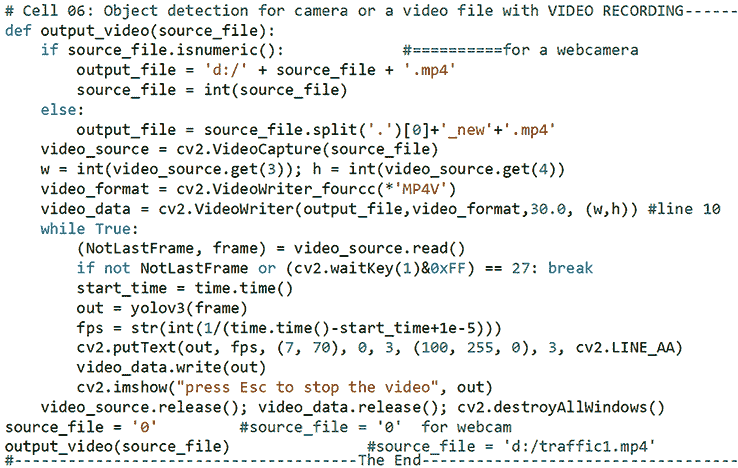 # Cell 06: Object detection for camera or a video file with VIDEO RECORDING------
def output_video(source_file):
    if source_file.isnumeric():             #==========for a webcamera
        output_file = 'd:/' + source_file + '.mp4'
        source_file = int(source_file)
    else:
        output_file = source_file.split('.')[0]+'_new'+'.mp4'
    video_source = cv2.VideoCapture(source_file)
    w = int(video_source.get(3)); h = int(video_source.get(4))
    video_format = cv2.VideoWriter_fourcc(*'MP4V')
    video_data = cv2.VideoWriter(output_file,video_format,30.0, (w,h)) #line 10
    while True:
        (NotLastFrame, frame) = video_source.read()
        if not NotLastFrame or (cv2.waitKey(1)&0xFF) == 27: break
        start_time = time.time()
        out = yolov3(frame)
        fps = str(int(1/(time.time()-start_time+1e-5)))
        cv2.putText(out, fps, (7, 70), 0, 3, (100, 255, 0), 3, cv2.LINE_AA)
        video_data.write(out)
        cv2.imshow("press Esc to stop the video", out)
    video_source.release(); video_data.release(); cv2.destroyAllWindows()
source_file = '0'         #source_file = '0'  for webcam
output_video(source_file)               #source_file = 'd:/traffic1.mp4'
#---------------------------------------The End---------------------------------